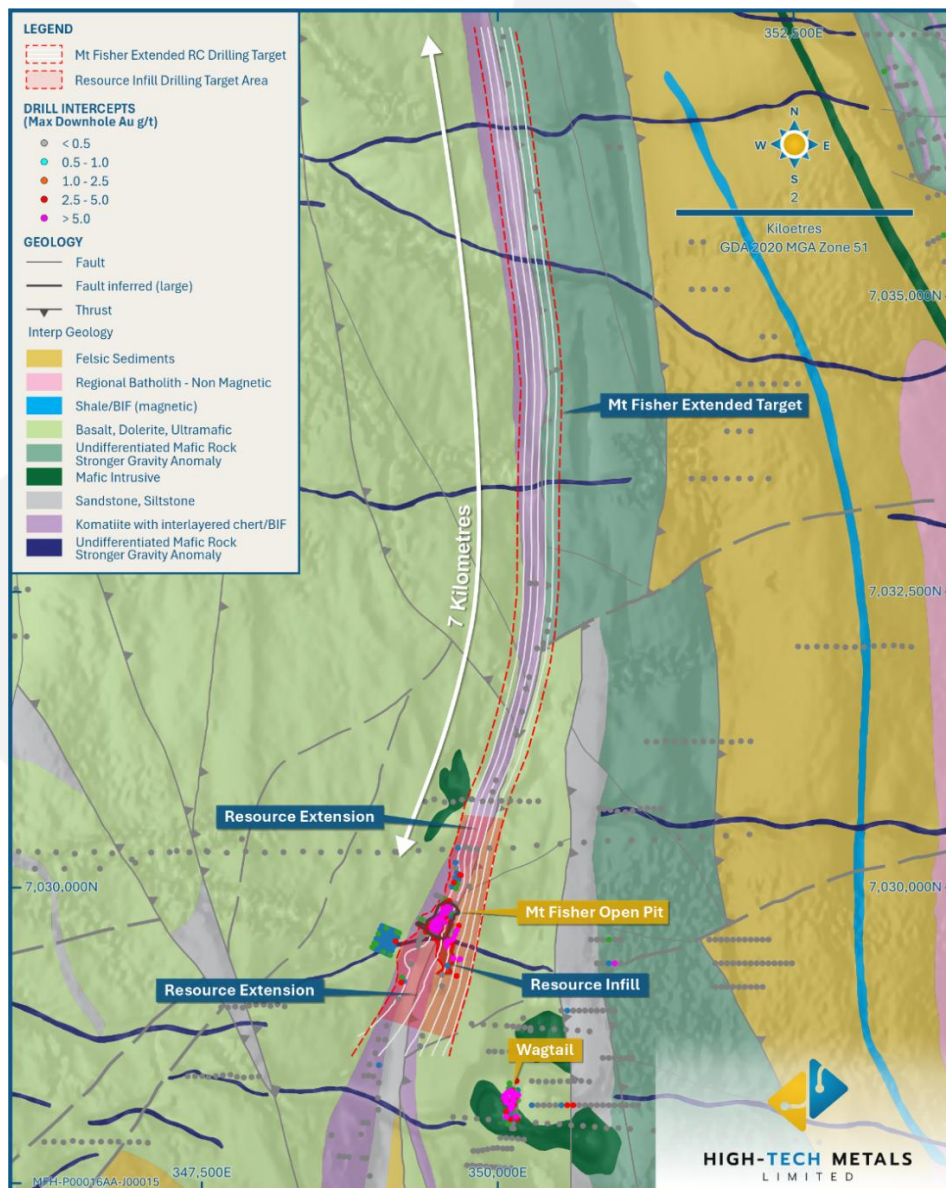 LEGEND
Mt Fisher Extended RC Drilling Target
Resource Infill Drilling Target Area
DRILL INTERCEPTS
(Max Downhole Au g/t)
< 0.5
0.5 - 1.0
1.0 - 2.5
2.5 - 5.0
> 5.0
GEOLOGY
Fault
Fault inferred (large)
Thrust
Interp Geology
Felsic Sediments
Regional Batholith - Non Magnetic
Shale/BIF (magnetic)
Basalt, Dolerite, Ultramafic
Undifferentiated Mafic Rock
Stronger Gravity Anomaly
Mafic Intrusive
Sandstone, Siltstone
Komatiite with interlayered chert/BIF
Undifferentiated Mafic Rock
Stronger Gravity Anomaly
350,000E
352,500E
N
W E
S
2
Kiloetres
GDA 2020 MGA Zone 51
7,035,000N
Mt Fisher Extended Target
7 Kilometres
7,032,500N
Resource Extension
7,030,000N
7,030,000N
Mt Fisher Open Pit
Resource Extension
Resource Infill
Wagtail
347,500E
350,000E
MFH-P00016AA-J00015
HIGH-TECH METALS
LIMITED